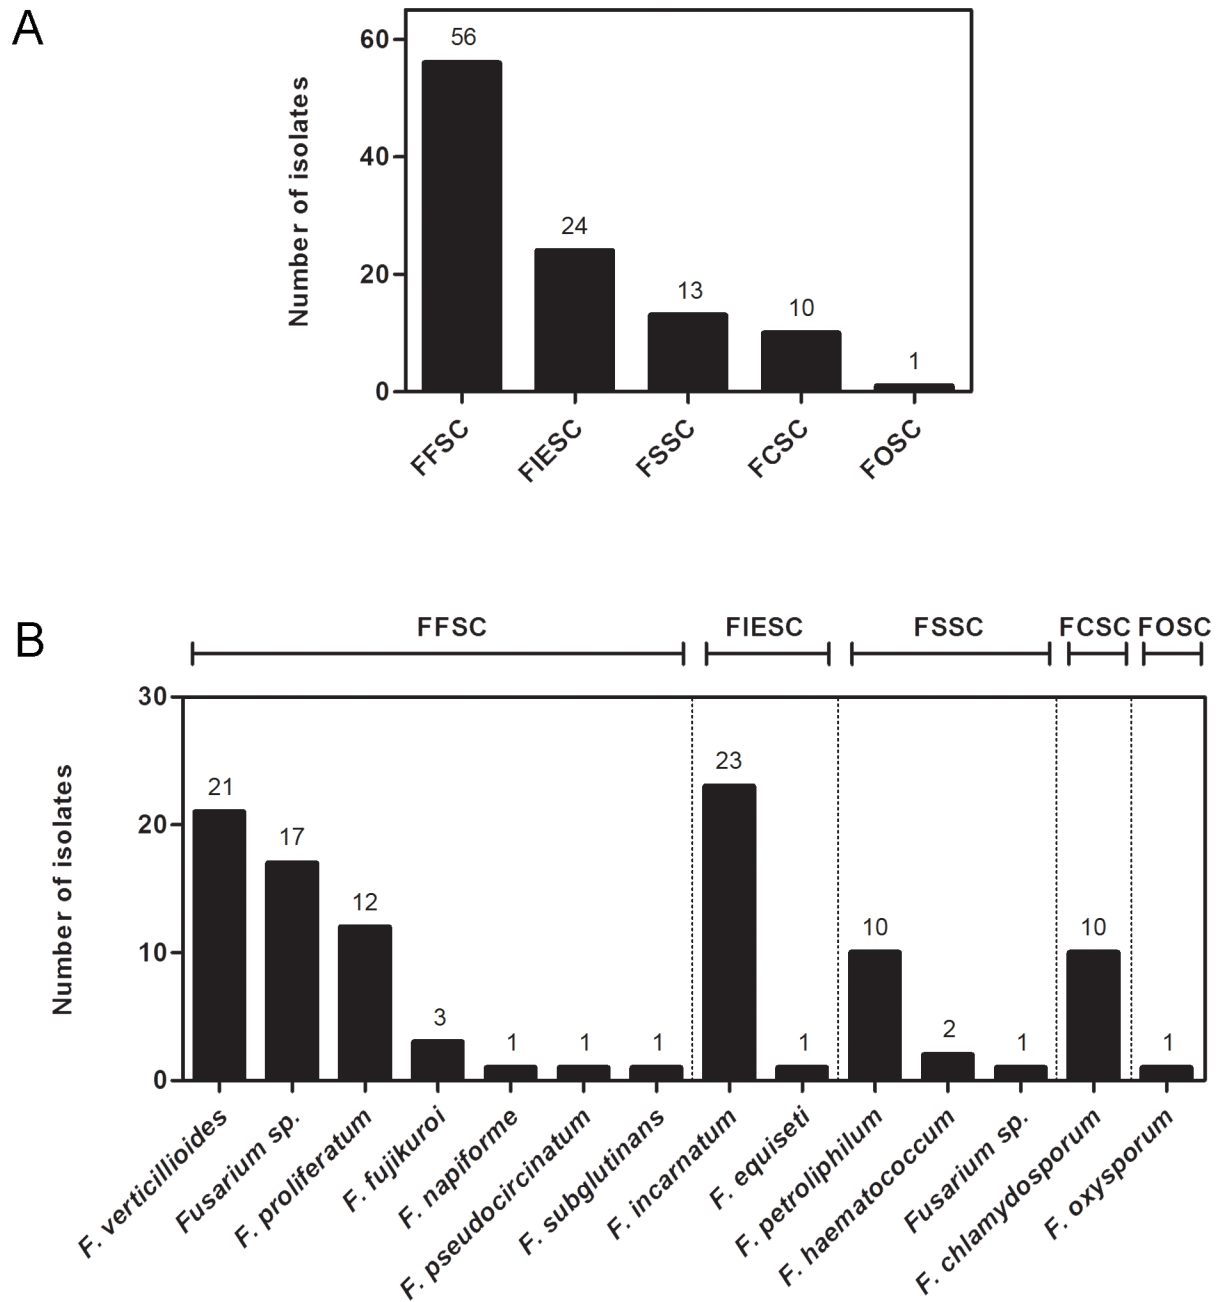 A
Number of isolates
60
40
20
0
56
24
13
10
1
FFSC
FIESC
FSSC
FCSC
FOSC
B
FFSC FIESC FSSC FCSC FOSC
Number of isolates
30
20
10
0
21
17
12
3
1
1
1
23
1
10
2
1
10
1
F. verticillioides
Fusarium sp.
F. proliferatum
F. fujikuroi
F. napiforme
F. pseudocircinatum
F. subglutinans
F. incarnatum
F. equiseti
F. petroliphilum
F. haematococcum
Fusarium sp.
F. chlamydosporum
F. oxysporum